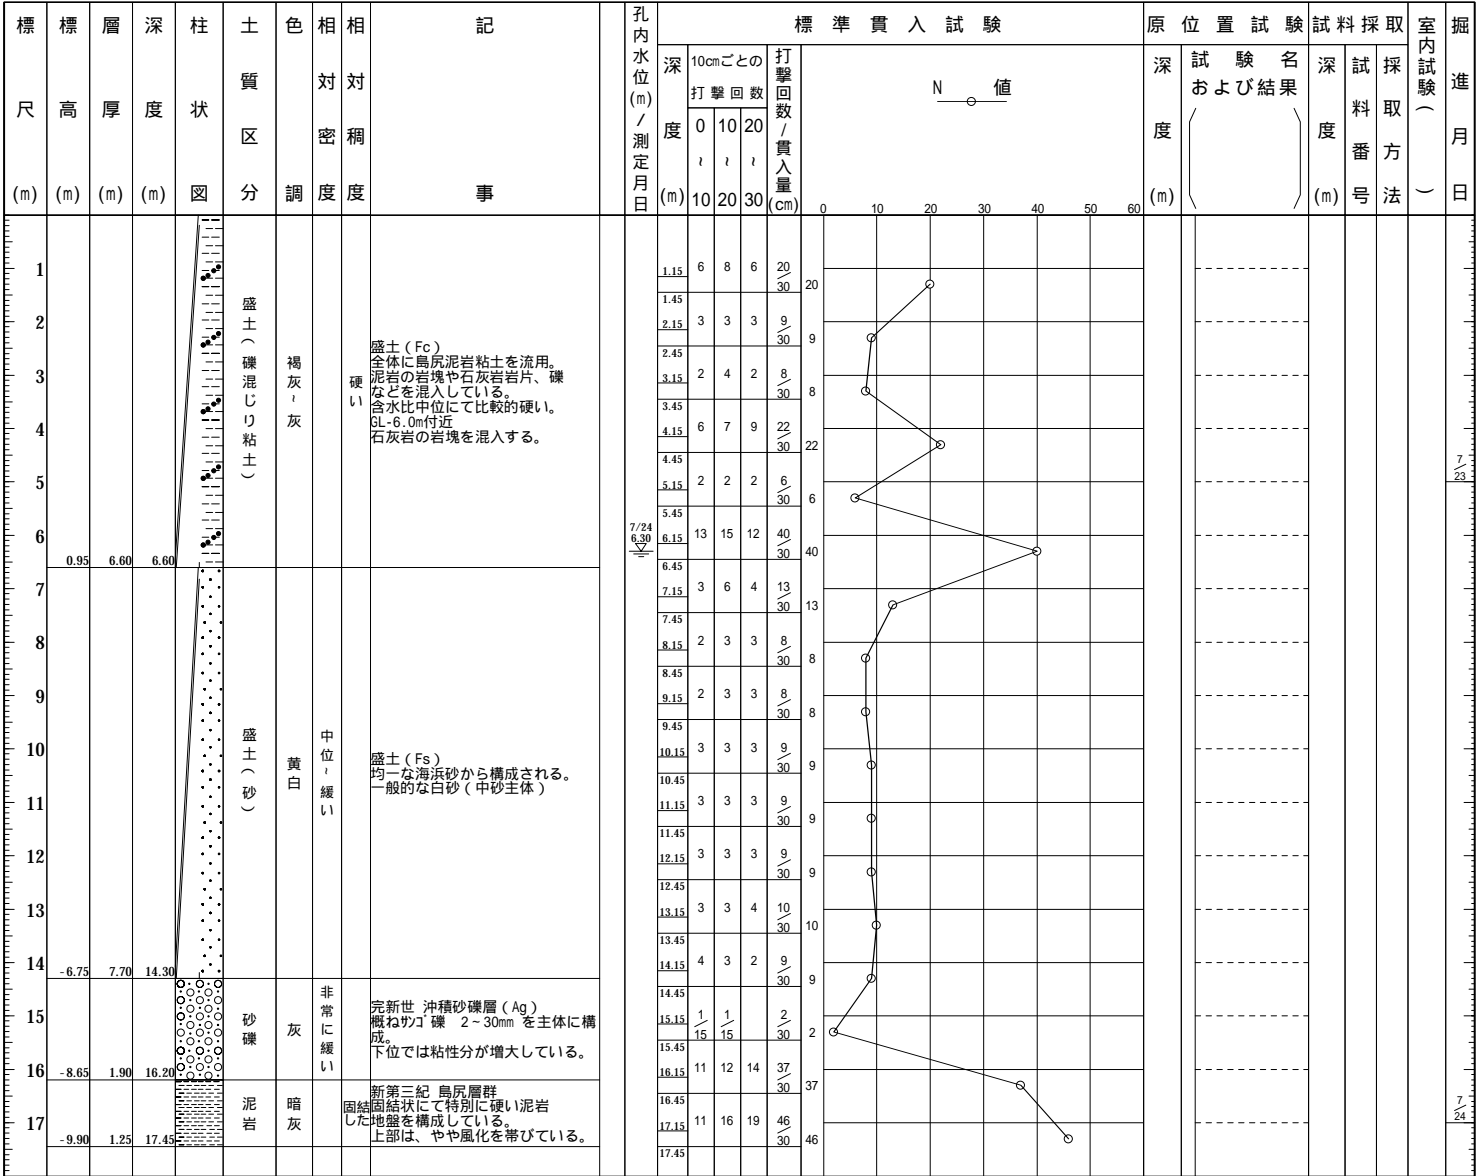 標尺(m)
標高(m)
層厚(m)
深度(m)
柱状図
土質区分
色調
相対密度
相対稠度
記事
孔内水位(m)/測定月日
標準貫入試験
深度(m)
10cmごとの
打撃回数
0 10 20
~ ~ ~
10 20 30
打撃回数/貫入量(cm)
N 値
0 10 20 30 40 50 60
原位置試験
深度(m)
試験名
および結果
試料採取
深度(m)
試料番号
採取方法
室内試験( )
掘進月日
1
2
3
4
5
6
7
8
9
10
11
12
13
14
15
16
17
0.95 6.60 6.60
盛土(礫混じり粘土)
褐灰~灰
硬い
盛土(Fc)
全体に島尻泥岩粘土を流用。
泥岩の岩塊や石灰岩岩片、礫
などを混入している。
含水比中位にて比較的硬い。
GL-6.0m付近
石灰岩の岩塊を混入する。
-6.75 7.70 14.30
盛土(砂)
黄白
中位~緩い
盛土(Fs)
均一な海浜砂から構成される。
一般的な白砂(中砂主体)
-8.65 1.90 16.20
砂礫
灰
非常に緩い
完新世 沖積砂礫層(Ag)
概ねｻﾝｺﾞ礫 2~30mm を主体に構
成。
下位では粘性分が増大している。
-9.90 1.25 17.45
泥岩
暗灰
固結した
新第三紀 島尻層群
固結状にて特別に硬い泥岩
地盤を構成している。
上部は、やや風化を帯びている。
7/24
6.30
1.15 6 8 6 20/30 20
1.45
2.15 3 3 3 9/30 9
2.45
3.15 2 4 2 8/30 8
3.45
4.15 6 7 9 22/30 22
4.45
5.15 2 2 2 6/30 6
5.45
6.15 13 15 12 40/30 40
6.45
7.15 3 6 4 13/30 13
7.45
8.15 2 3 3 8/30 8
8.45
9.15 2 3 3 8/30 8
9.45
10.15 3 3 3 9/30 9
10.45
11.15 3 3 3 9/30 9
11.45
12.15 3 3 3 9/30 9
12.45
13.15 3 3 4 10/30 10
13.45
14.15 4 3 2 9/30 9
14.45
15.15 1/15 1/15 2/30 2
15.45
16.15 11 12 14 37/30 37
16.45
17.15 11 16 19 46/30 46
17.45
7/23
7/24